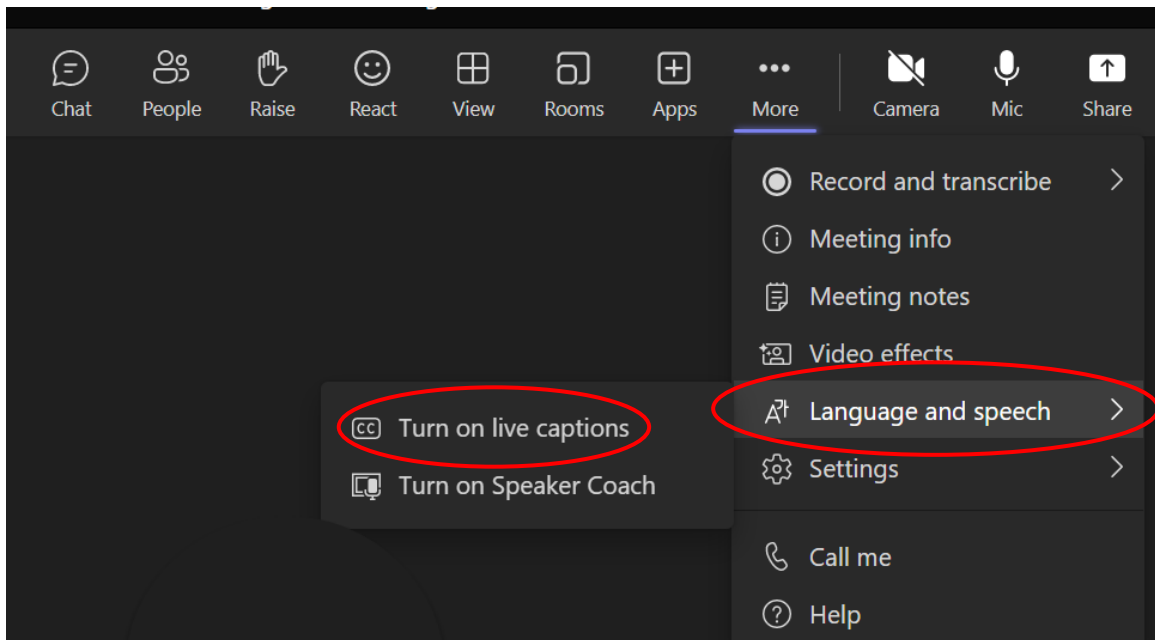 Chat People Raise React View Rooms Apps More Camera Mic Share
Record and transcribe
Meeting info
Meeting notes
Video effects
Language and speech
Settings
Call me
Help
CC Turn on live captions
Turn on Speaker Coach